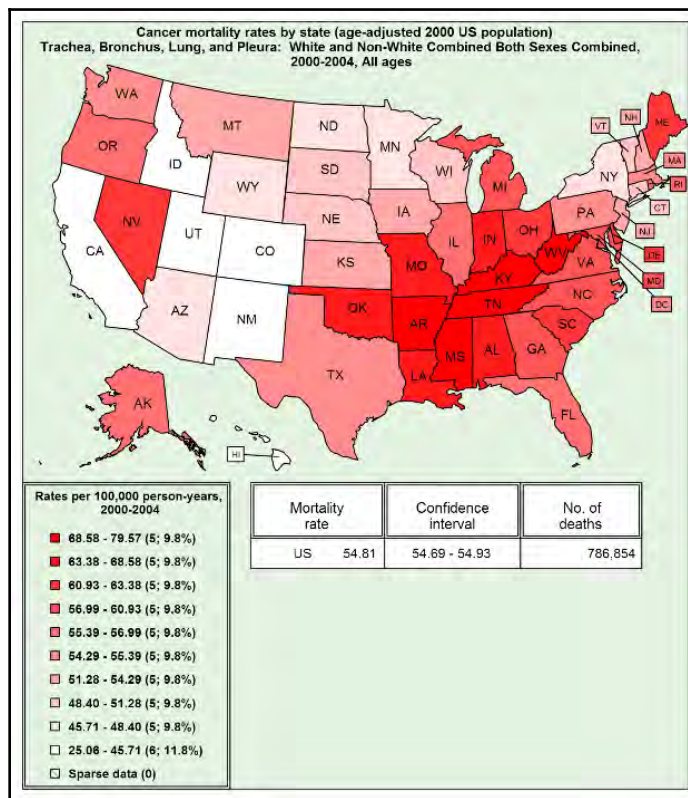 Cancer mortality rates by state (age-adjusted 2000 US population)
Trachea, Bronchus, Lung, and Pleura: White and Non-White Combined Both Sexes Combined,
2000-2004, All ages
WA
MT
ND
MN
VT
NH
ME
OR
ID
SD
WI
NY
MA
RI
WY
MI
CT
NV
NE
IA
PA
NJ
CA
UT
CO
KS
MO
IL
IN
OH
WV
VA
DE
MD
DC
KY
AZ
NM
OK
AR
TN
NC
SC
TX
LA
MS
AL
GA
AK
FL
HI
Rates per 100,000 person-years,
2000-2004
68.58 - 79.57 (5; 9.8%)
63.38 - 68.58 (5; 9.8%)
60.93 - 63.38 (5; 9.8%)
56.99 - 60.93 (5; 9.8%)
55.39 - 56.99 (5; 9.8%)
54.29 - 55.39 (5; 9.8%)
51.28 - 54.29 (5; 9.8%)
48.40 - 51.28 (5; 9.8%)
45.71 - 48.40 (5; 9.8%)
25.06 - 45.71 (6; 11.8%)
Sparse data (0)
Mortality rate
Confidence interval
No. of deaths
US 54.81
54.69 - 54.93
786,854